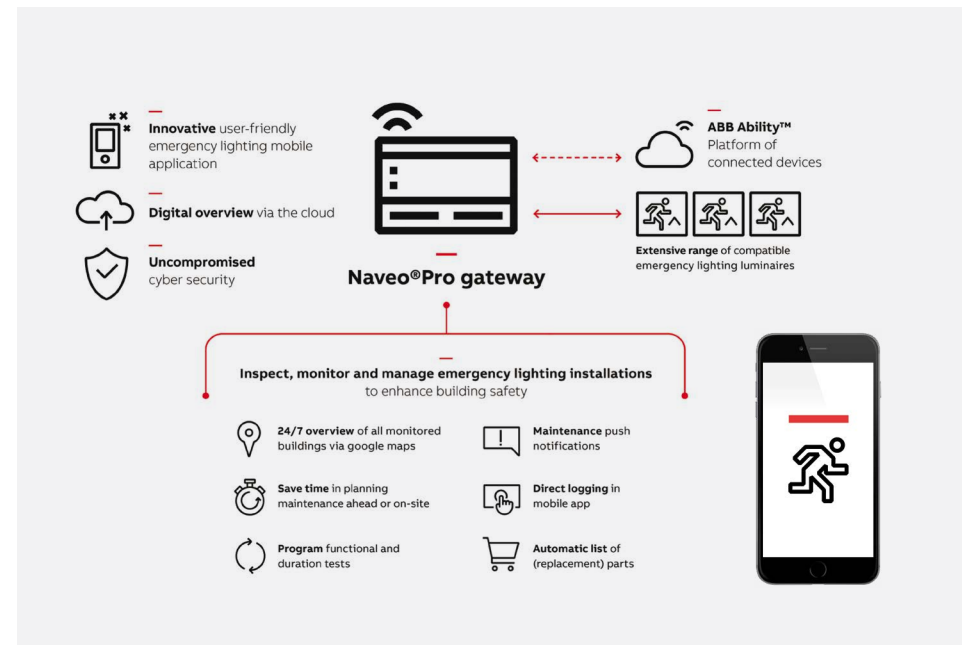 Innovative user-friendly
emergency lighting mobile
application
Digital overview via the cloud
Uncompromised
cyber security
Naveo®Pro gateway
ABB Ability™
Platform of
connected devices
Extensive range of compatible
emergency lighting luminaires
Inspect, monitor and manage emergency lighting installations
to enhance building safety
24/7 overview of all monitored
buildings via google maps
Save time in planning
maintenance ahead or on-site
Program functional and
duration tests
Maintenance push
notifications
Direct logging in
mobile app
Automatic list of
(replacement) parts